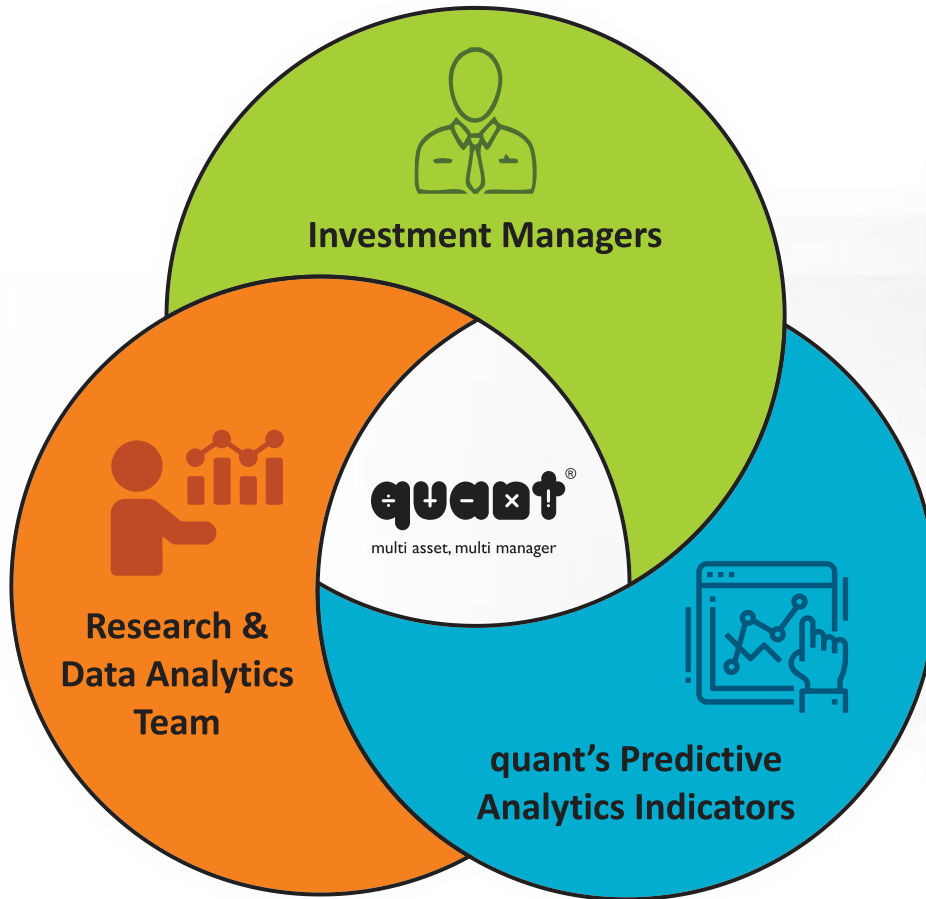 Investment Managers
quant®
multi asset, multi manager
Research &
Data Analytics
Team
quant’s Predictive
Analytics Indicators